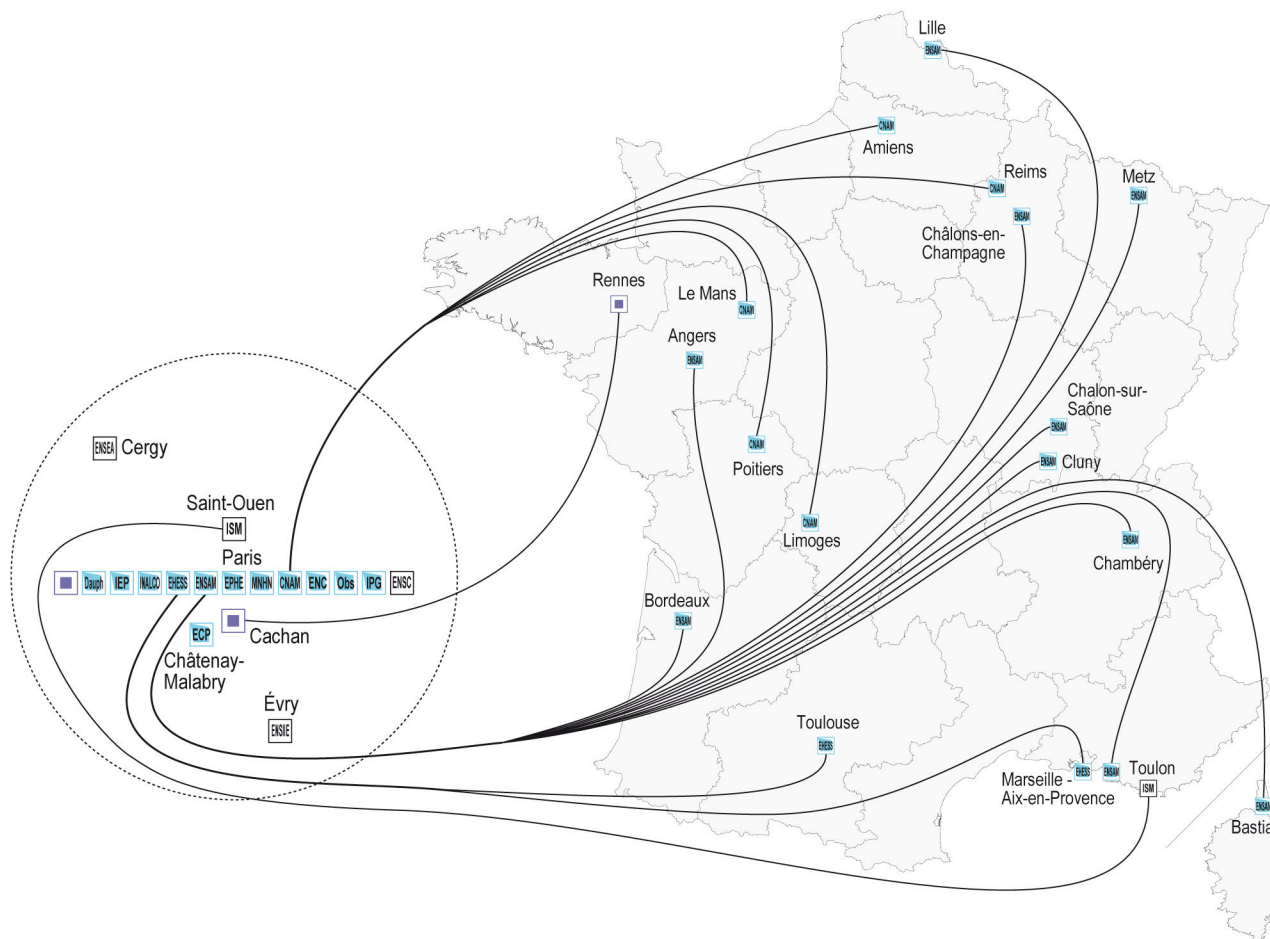 Lille
ENSAM
CNAM
Amiens
Reims
CNAM
Metz
ENSAM
ENSAM
Châlons-en-
Champagne
Rennes
Le Mans
CNAM
Angers
ENSAM
Chalon-sur-
Saône
ENSAM
ENSAM
Cluny
CNAM
Poitiers
ENSEA
Cergy
Saint-Ouen
ISM
Paris
Dauph
IEP
INALCO
EHESS
ENSAM
EPHE
MNHN
CNAM
ENC
Obs
IPG
ENSC
CNAM
Limoges
ENSAM
Chambéry
Bordeaux
ENSAM
Cachan
ECP
Châtenay-
Malabry
Évry
ENSIIE
Toulouse
EHESS
Marseille -
Aix-en-Provence
EHESS
ENSAM
Toulon
ISM
ENSAM
Bastia